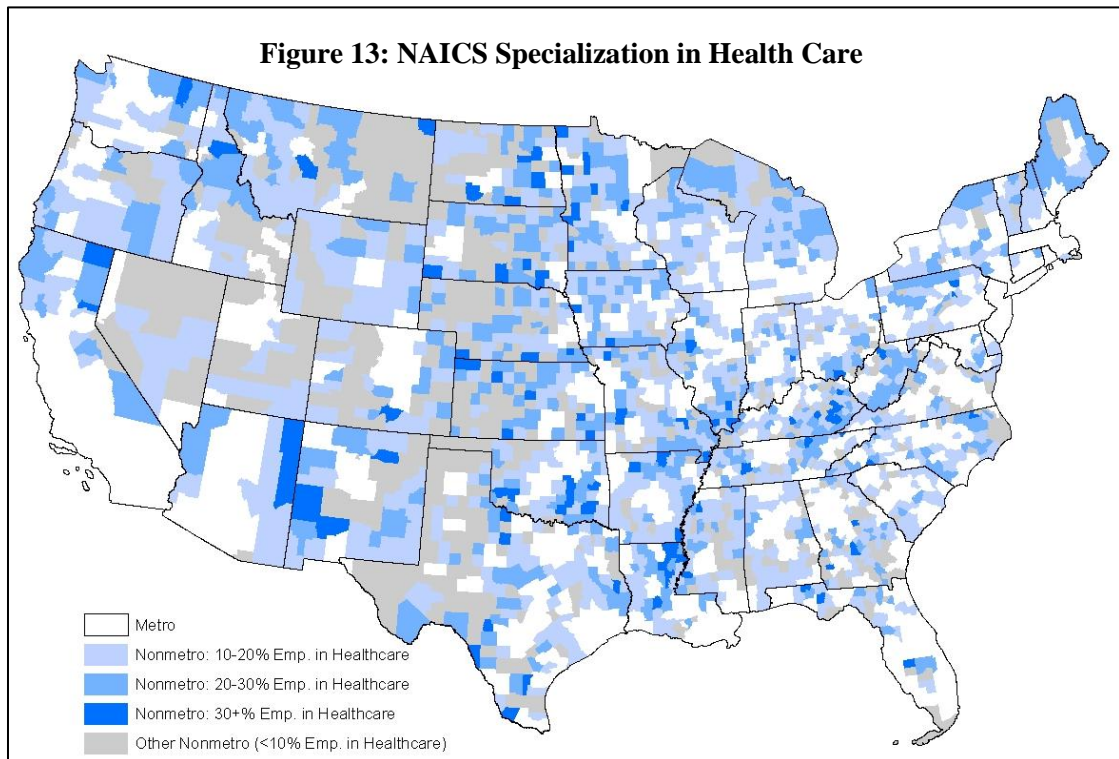 Figure 13: NAICS Specialization in Health Care
Metro
Nonmetro: 10-20% Emp. in Healthcare
Nonmetro: 20-30% Emp. in Healthcare
Nonmetro: 30+% Emp. in Healthcare
Other Nonmetro (<10% Emp. in Healthcare)